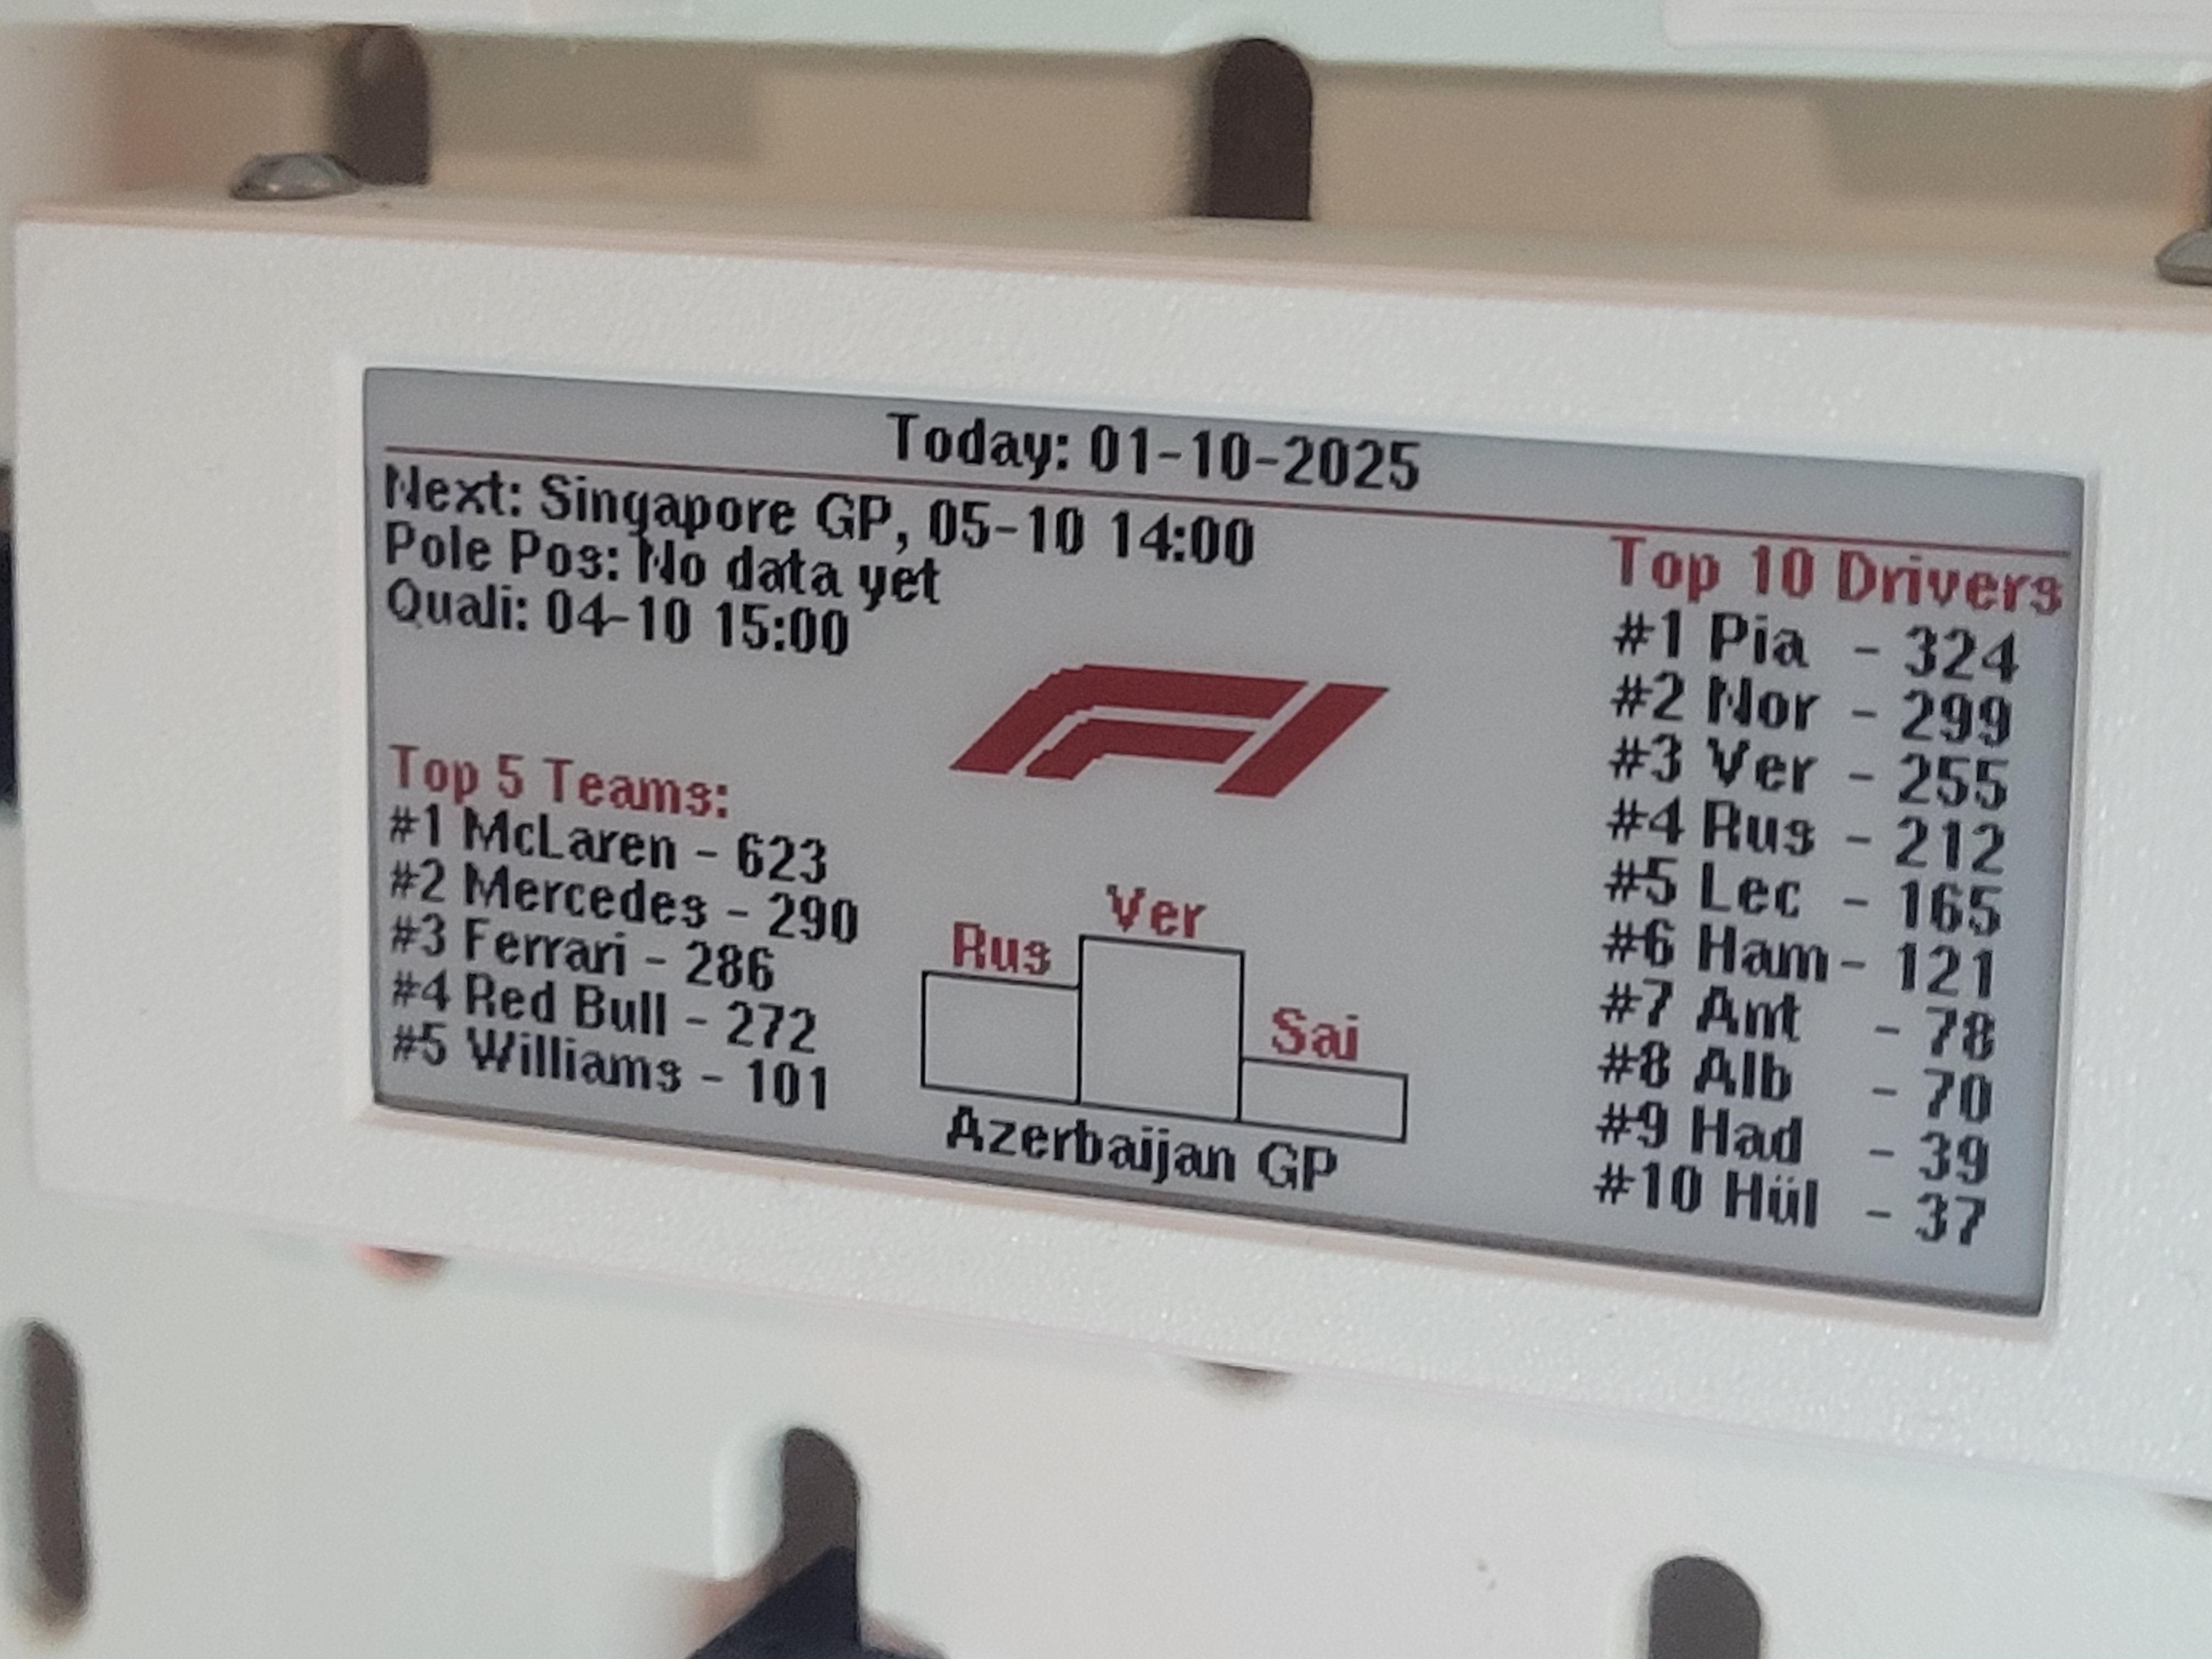 Today: 01-10-2025
Next: Singapore GP, 05-10 14:00
Pole Pos: No data yet
Quali: 04-10 15:00
Top 5 Teams:
#1 McLaren - 623
#2 Mercedes - 290
#3 Ferrari - 286
#4 Red Bull - 272
#5 Williams - 101
F1
Ver
Rus
Sai
Azerbaijan GP
Top 10 Drivers
#1 Pia - 324
#2 Nor - 299
#3 Ver - 255
#4 Rus - 212
#5 Lec - 165
#6 Ham - 121
#7 Ant - 78
#8 Alb - 70
#9 Had - 39
#10 Hül - 37